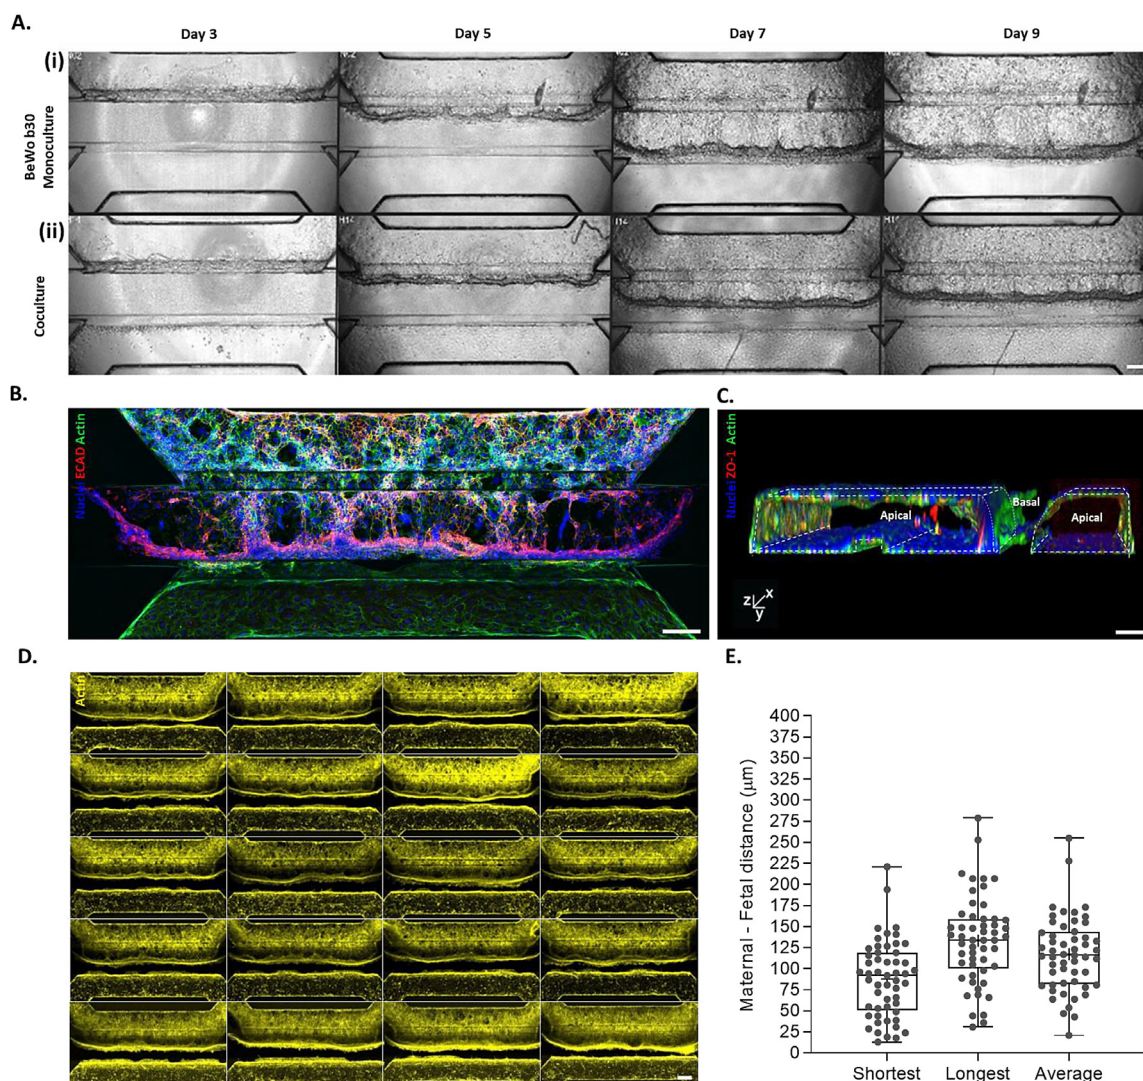 A.
Day 3 Day 5 Day 7 Day 9
(i)
BeWo b30
Monoculture
(ii)
Coculture
B.
Nuclei ECAD Actin
C.
Nuclei ZO-1 Actin
Apical
Basal
Apical
z x
y
D.
Actin
E.
Maternal - Fetal distance (μm)
400
375
350
325
300
275
250
225
200
175
150
125
100
75
50
25
0
Shortest Longest Average